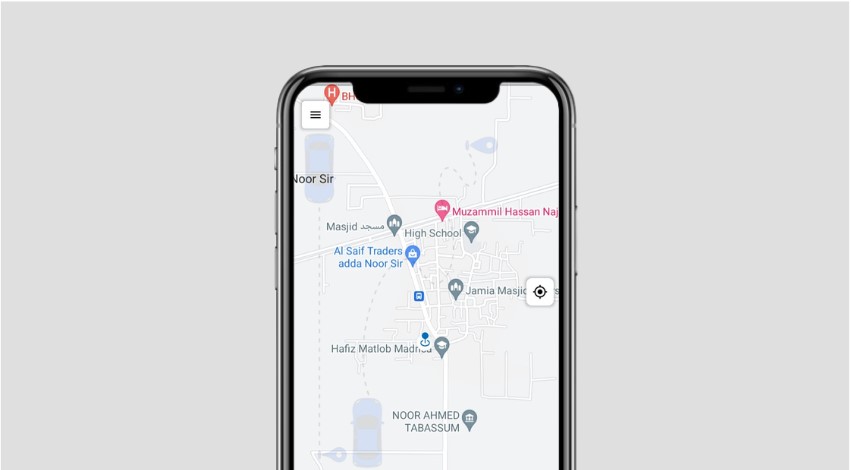 H BH
Noor Sir
Muzammil Hassan Naj
Masjid مسجد
High School
Al Saif Traders
adda Noor Sir
Jamia Masjid
Hafiz Matlob Madrisa
NOOR AHMED
TABASSUM